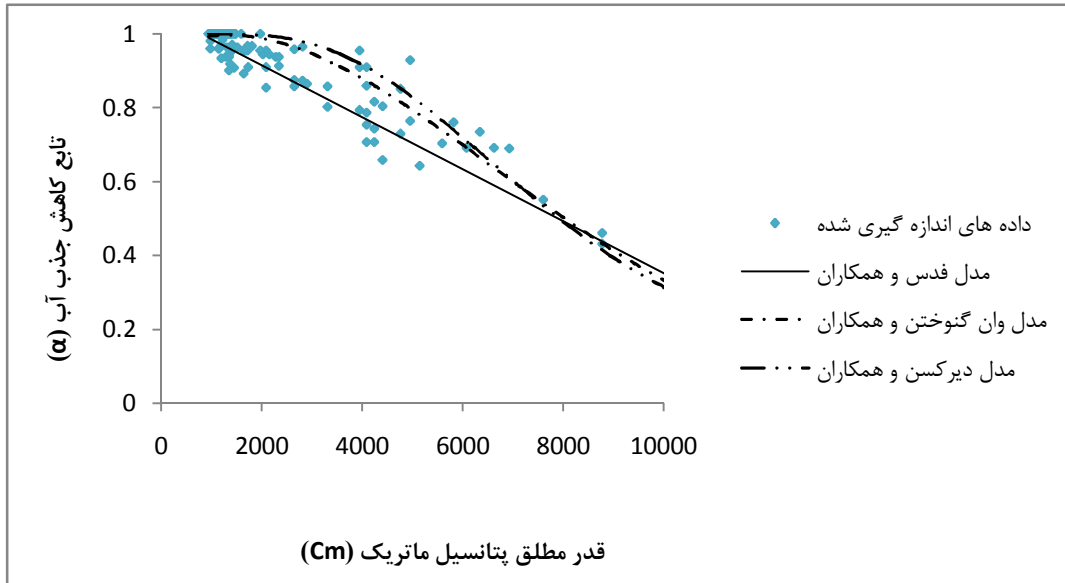 1
0.8
0.6
0.4
0.2
0
تابع کاهش جذب آب (α)
0 2000 4000 6000 8000 10000
قدر مطلق پتانسیل ماتریک (Cm)
داده های اندازه گیری شده
مدل فدس و همکاران
مدل وان گنوختن و همکاران
مدل دیرکسن و همکاران